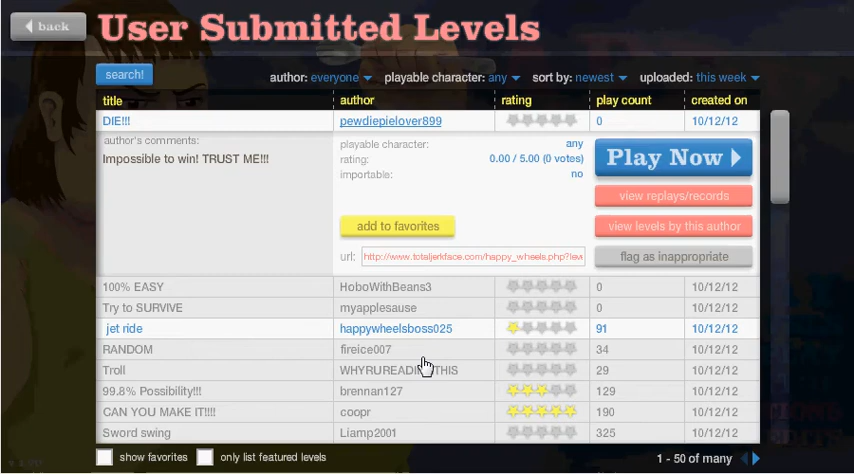 back
User Submitted Levels
search!
author: everyone playable character: any sort by: newest uploaded: this week
title author rating play count created on
DIE!!! pewdiepielover899 0 10/12/12
author's comments:
Impossible to win! TRUST ME!!!
playable character: any
rating: 0.00 / 5.00 (0 votes)
importable: no
add to favorites
url: http://www.totaljerkface.com/happy_wheels.php?leve
Play Now
view replays/records
view levels by this author
flag as inappropriate
100% EASY HoboWithBeans3 0 10/12/12
Try to SURVIVE myapplesause 0 10/12/12
jet ride happywheelsboss025 91 10/12/12
RANDOM fireice007 34 10/12/12
Troll WHYRUREADINGTHIS 29 10/12/12
99.8% Possibility!!! brennan127 129 10/12/12
CAN YOU MAKE IT!!!! coopr 190 10/12/12
Sword swing Liamp2001 325 10/12/12
show favorites only list featured levels 1 - 50 of many